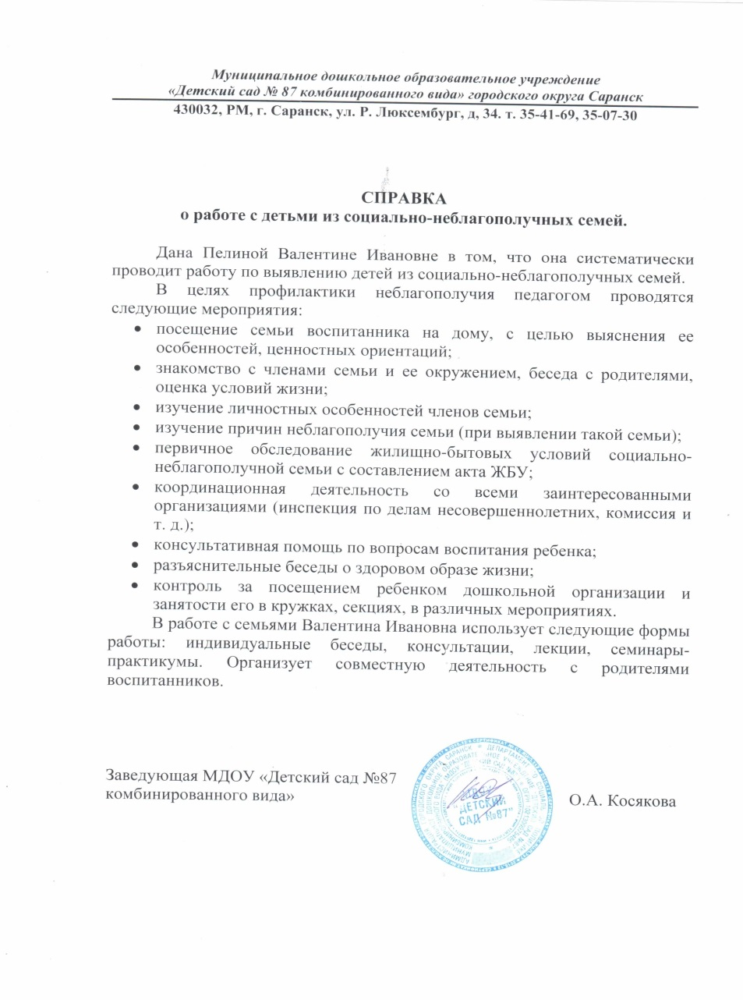 Муниципальное дошкольное образовательное учреждение
«Детский сад № 87 комбинированного вида» городского округа Саранск
430032, РМ, г. Саранск, ул. Р. Люксембург, д, 34. т. 35-41-69, 35-07-30
СПРАВКА
о работе с детьми из социально-неблагополучных семей.
Дана Пелиной Валентине Ивановне в том, что она систематически
проводит работу по выявлению детей из социально-неблагополучных семей.
В целях профилактики неблагополучия педагогом проводятся
следующие мероприятия:
• посещение семьи воспитанника на дому, с целью выяснения ее
особенностей, ценностных ориентаций;
• знакомство с членами семьи и ее окружением, беседа с родителями,
оценка условий жизни;
• изучение личностных особенностей членов семьи;
• изучение причин неблагополучия семьи (при выявлении такой семьи);
• первичное обследование жилищно-бытовых условий социально-
неблагополучной семьи с составлением акта ЖБУ;
• координационная деятельность со всеми заинтересованными
организациями (инспекция по делам несовершеннолетних, комиссия и
т. д.);
• консультативная помощь по вопросам воспитания ребенка;
• разъяснительные беседы о здоровом образе жизни;
• контроль за посещением ребенком дошкольной организации и
занятости его в кружках, секциях, в различных мероприятиях.
В работе с семьями Валентина Ивановна использует следующие формы
работы: индивидуальные беседы, консультации, лекции, семинары-
практикумы. Организует совместную деятельность с родителями
воспитанников.
Заведующая МДОУ «Детский сад №87
комбинированного вида»
О.А. Косякова
"ДЕТСКИЙ
САД №87"